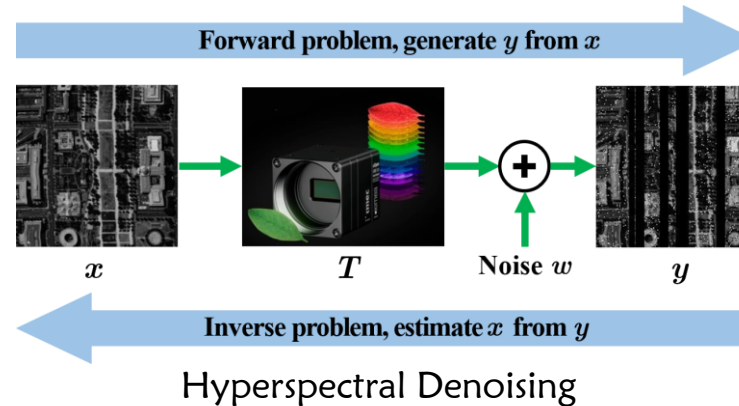 Forward problem, generate y from x
x
T
Noise w
y
Inverse problem, estimate x from y
Hyperspectral Denoising